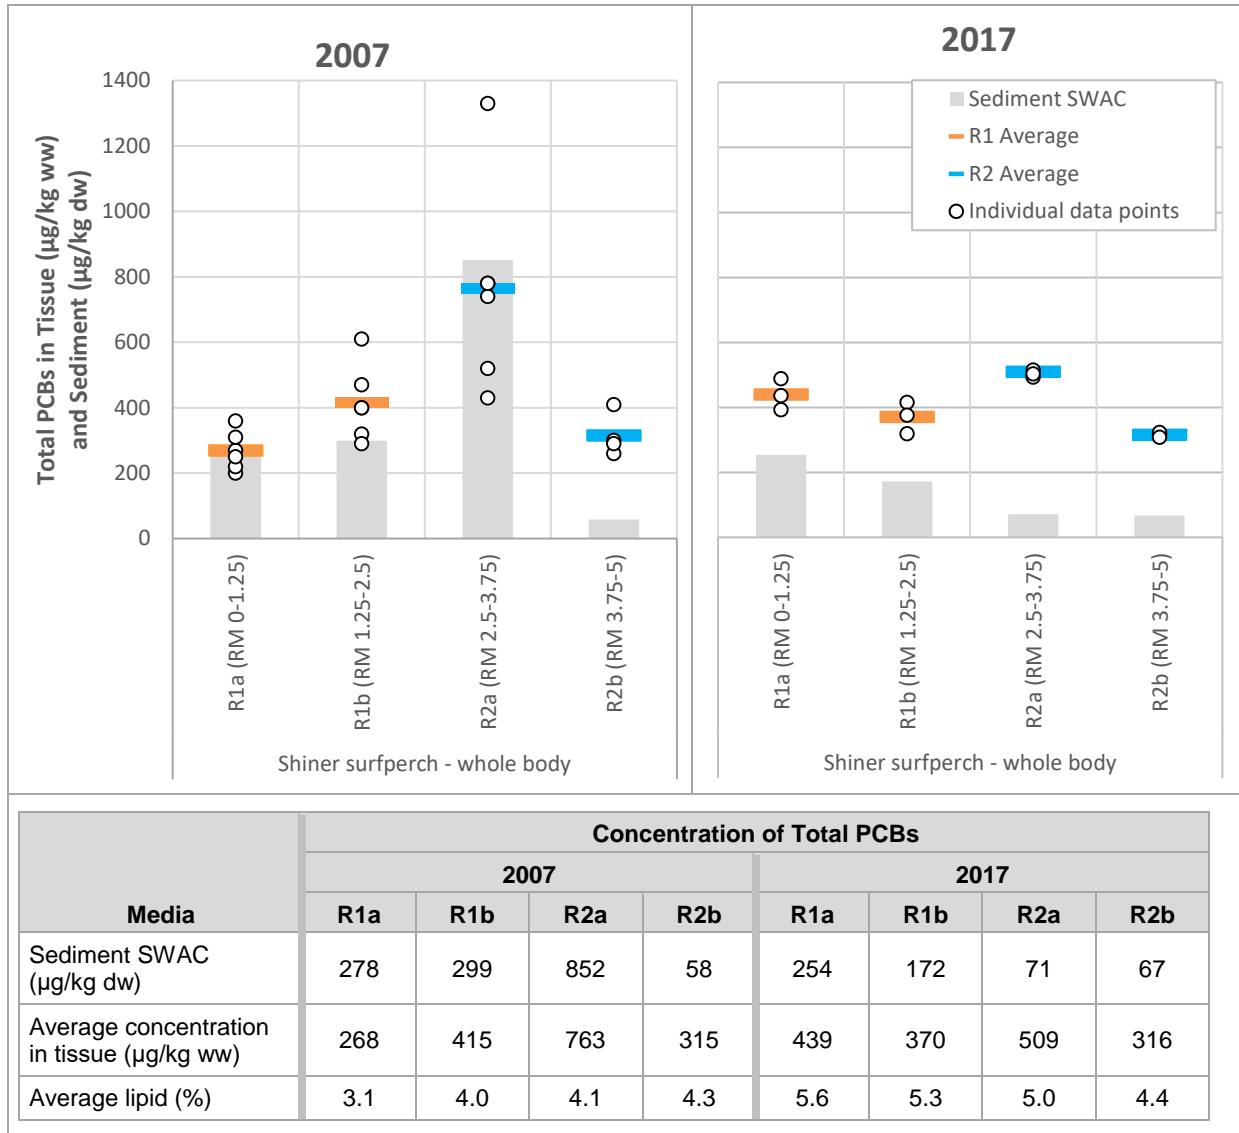 2007
Total PCBs in Tissue (µg/kg ww)
and Sediment (µg/kg dw)
1400
1200
1000
800
600
400
200
0
R1a (RM 0-1.25)
R1b (RM 1.25-2.5)
R2a (RM 2.5-3.75)
R2b (RM 3.75-5)
Shiner surfperch - whole body
2017
Sediment SWAC
R1 Average
R2 Average
Individual data points
R1a (RM 0-1.25)
R1b (RM 1.25-2.5)
R2a (RM 2.5-3.75)
R2b (RM 3.75-5)
Shiner surfperch - whole body
Concentration of Total PCBs
2007 2017
Media R1a R1b R2a R2b R1a R1b R2a R2b
Sediment SWAC
(µg/kg dw) 278 299 852 58 254 172 71 67
Average concentration
in tissue (µg/kg ww) 268 415 763 315 439 370 509 316
Average lipid (%) 3.1 4.0 4.1 4.3 5.6 5.3 5.0 4.4